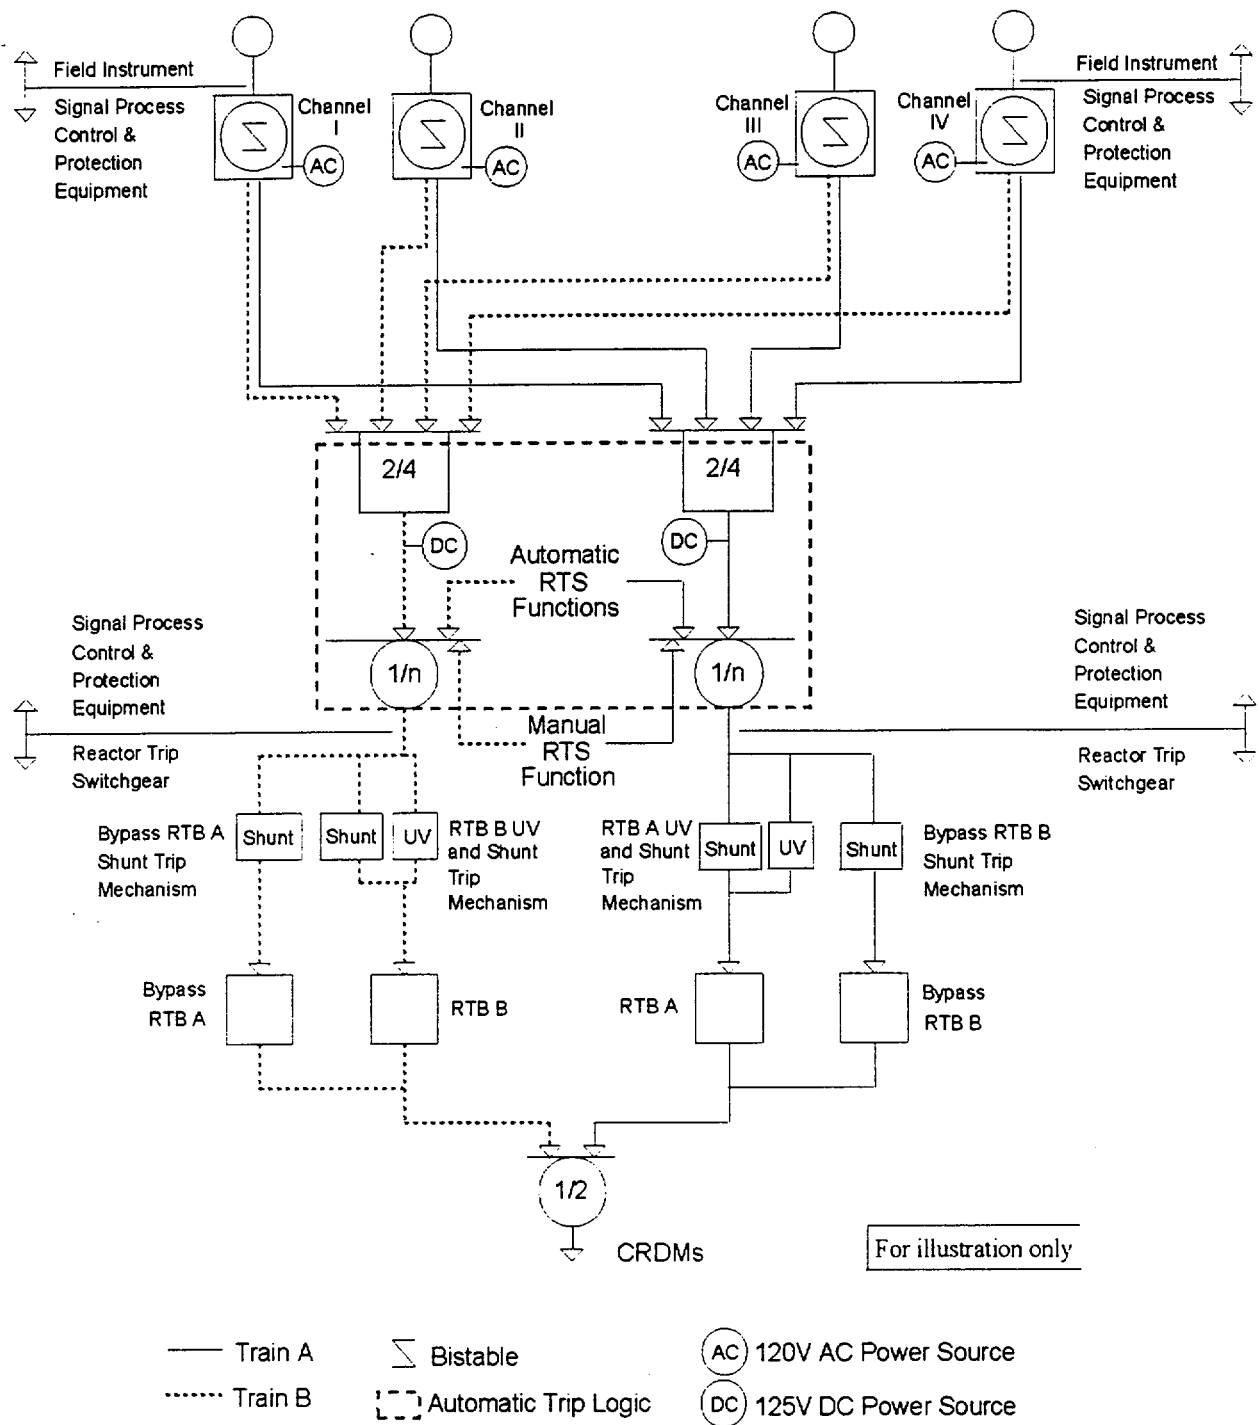 Field Instrument
Signal Process
Control &
Protection
Equipment
Channel
I
AC
Channel
II
AC
Channel
III
AC
Channel
IV
AC
Field Instrument
Signal Process
Control &
Protection
Equipment
2/4
2/4
DC
DC
Automatic
RTS
Functions
1/n
1/n
Manual
RTS
Function
Signal Process
Control &
Protection
Equipment
Reactor Trip
Switchgear
Signal Process
Control &
Protection
Equipment
Reactor Trip
Switchgear
Bypass RTB A
Shunt Trip
Mechanism
Shunt
Shunt
UV
RTB B UV
and Shunt
Trip
Mechanism
RTB A UV
and Shunt
Trip
Mechanism
Shunt
UV
Shunt
Bypass RTB B
Shunt Trip
Mechanism
Bypass
RTB A
RTB B
RTB A
Bypass
RTB B
1/2
CRDMs
For illustration only
Train A
Bistable
AC 120V AC Power Source
Train B
Automatic Trip Logic
DC 125V DC Power Source